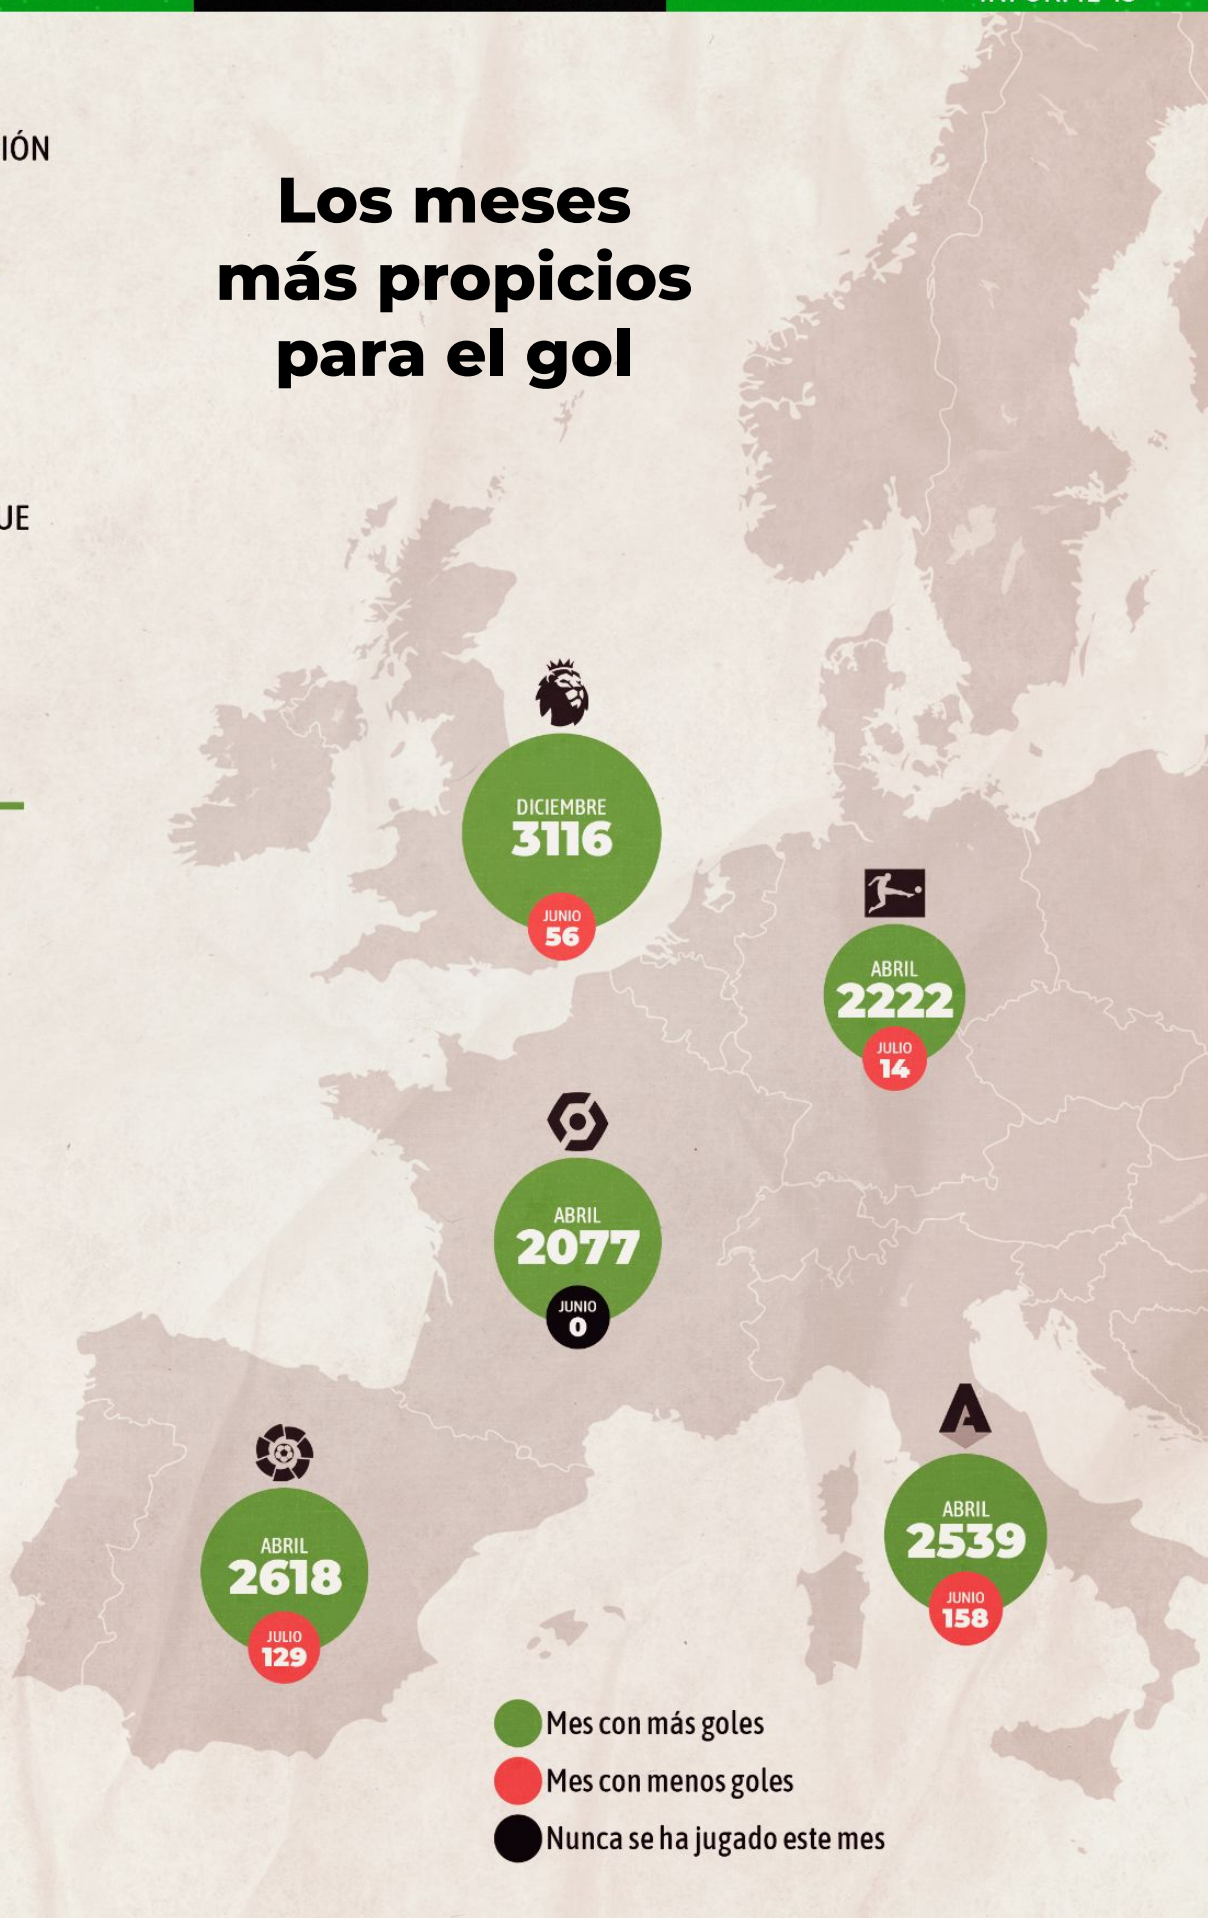 IÓN
Los meses
más propicios
para el gol
UE
DICIEMBRE
3116
JUNIO
56
ABRIL
2222
JULIO
14
ABRIL
2077
JUNIO
0
ABRIL
2539
JUNIO
158
ABRIL
2618
JULIO
129
Mes con más goles
Mes con menos goles
Nunca se ha jugado este mes